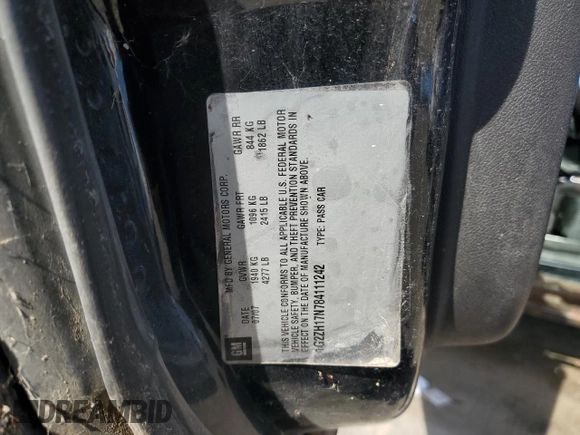 MFD BY GENERAL MOTORS CORP.
DATE GVWR GAWR FRT GAWR RR
07/07 1940 KG 1096 KG 844 KG
4277 LB 2415 LB 1862 LB
THIS VEHICLE CONFORMS TO ALL APPLICABLE U.S. FEDERAL MOTOR
VEHICLE SAFETY, BUMPER, AND THEFT PREVENTION STANDARDS IN
EFFECT ON THE DATE OF MANUFACTURE SHOWN ABOVE.
G2ZH17N784111242 TYPE: PASS CAR
GM
IDREAMBID